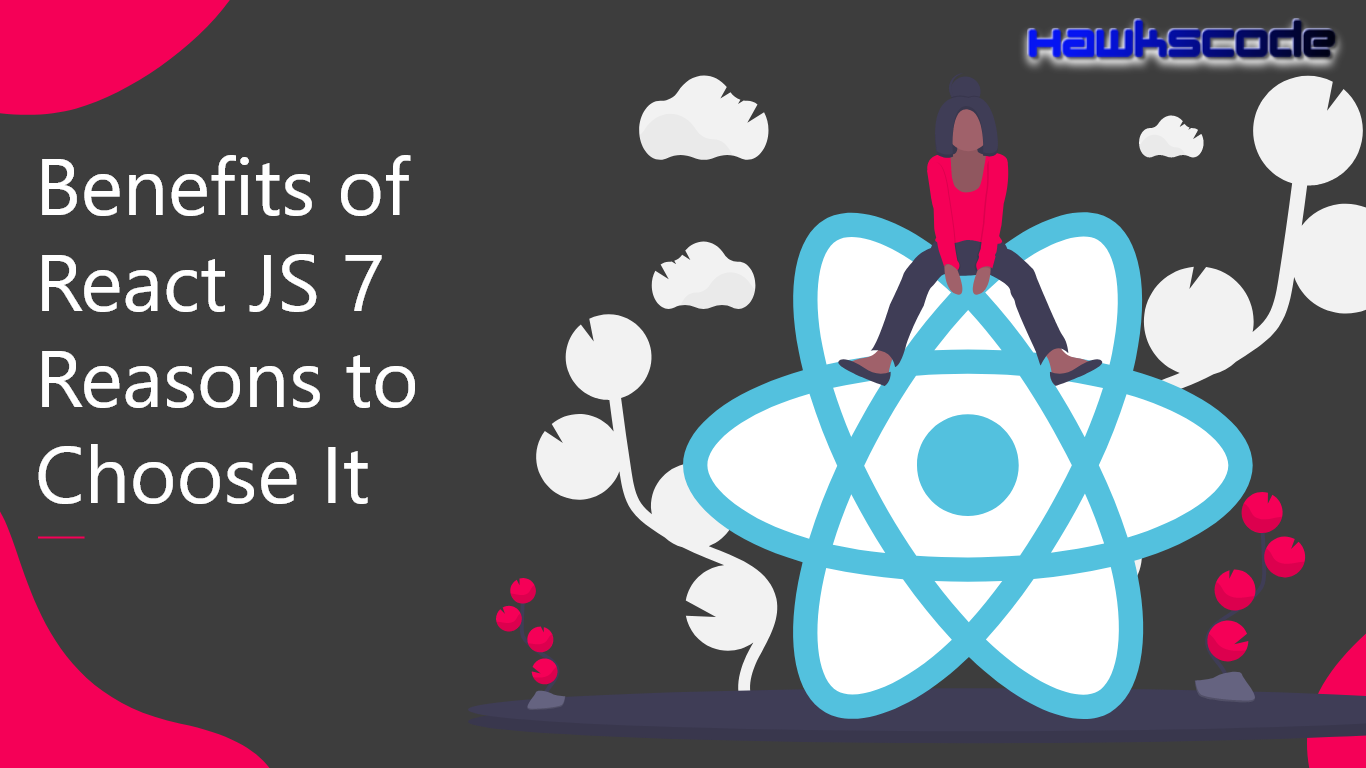 HAWKSCODE
Benefits of
React JS 7
Reasons to
Choose It